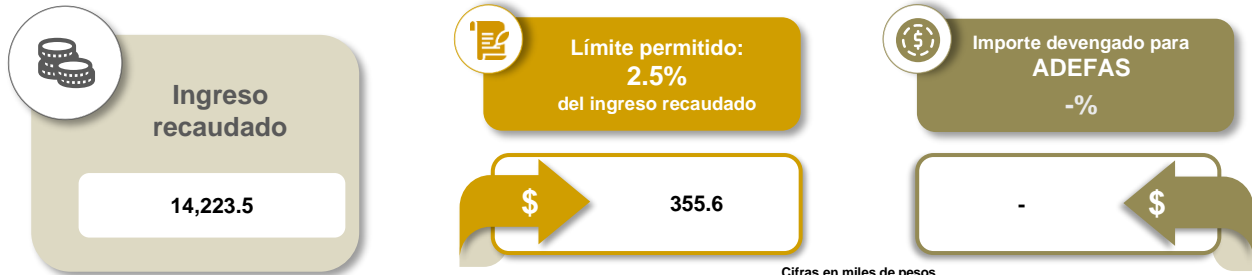 Ingreso
recaudado
14,223.5
Límite permitido:
2.5%
del ingreso recaudado
$
355.6
Importe devengado para
ADEFAS
-%
-
$
Cifras en miles de pesos